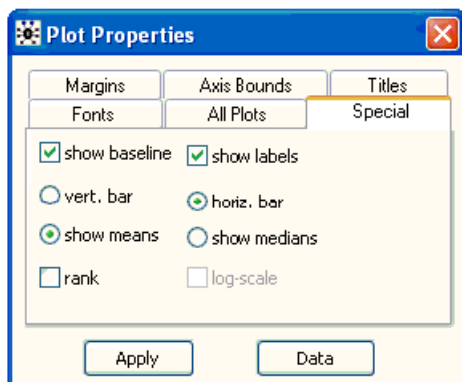 Plot Properties
Margins Axis Bounds Titles
Fonts All Plots Special
show baseline show labels
vert. bar horiz. bar
show means show medians
rank log-scale
Apply Data